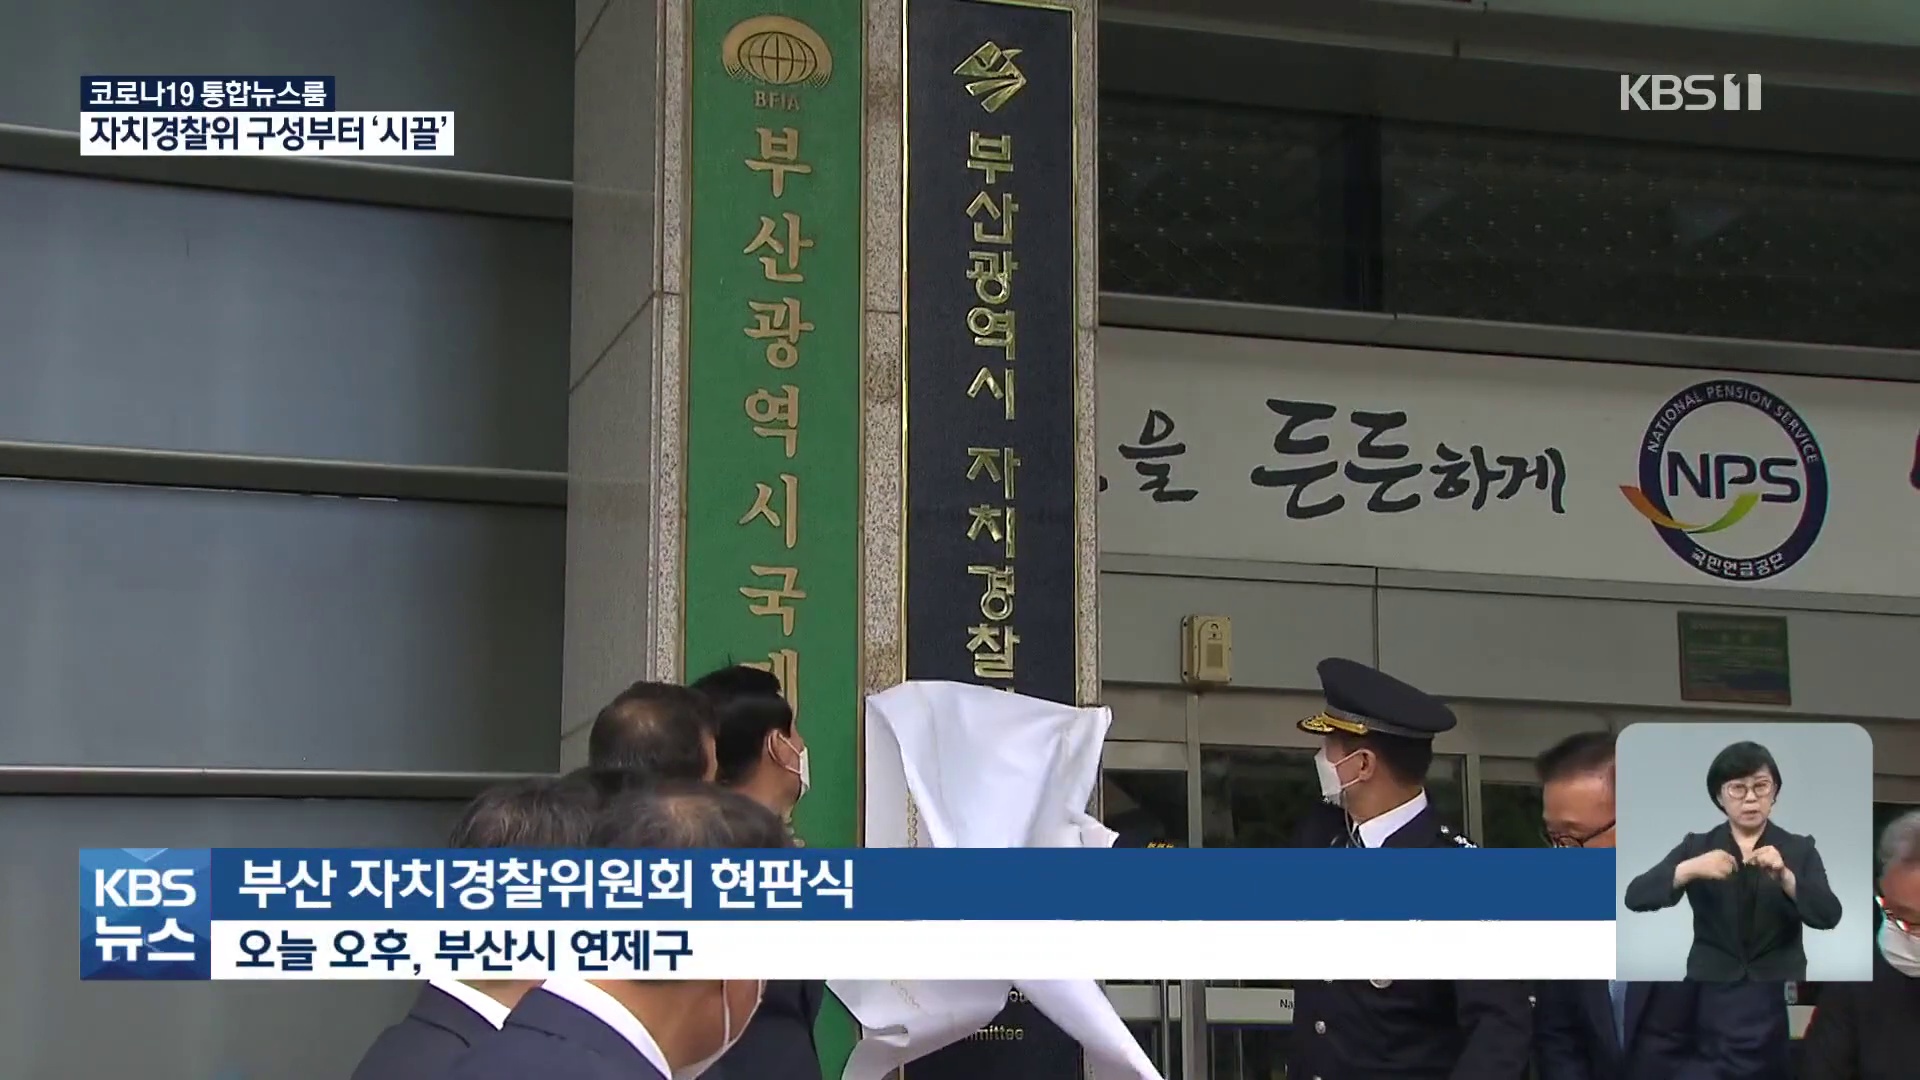 코로나19 통합뉴스룸
자치경찰위 구성부터 ‘시끌’
KBS 1
BFIA
부산광역시국제
부산광역시 자치경찰
을 든든하게
NATIONAL PENSION SERVICE
NPS
국민연금공단
KBS
뉴스
부산 자치경찰위원회 현판식
오늘 오후, 부산시 연제구
mmittee
Na